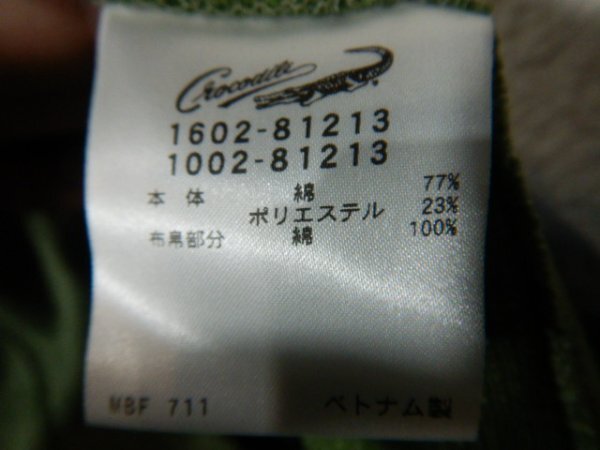 Crocodile
1602-81213
1002-81213
本体 綿 77%
ポリエステル 23%
布帛部分 綿 100%
MBF 711 ベトナム製